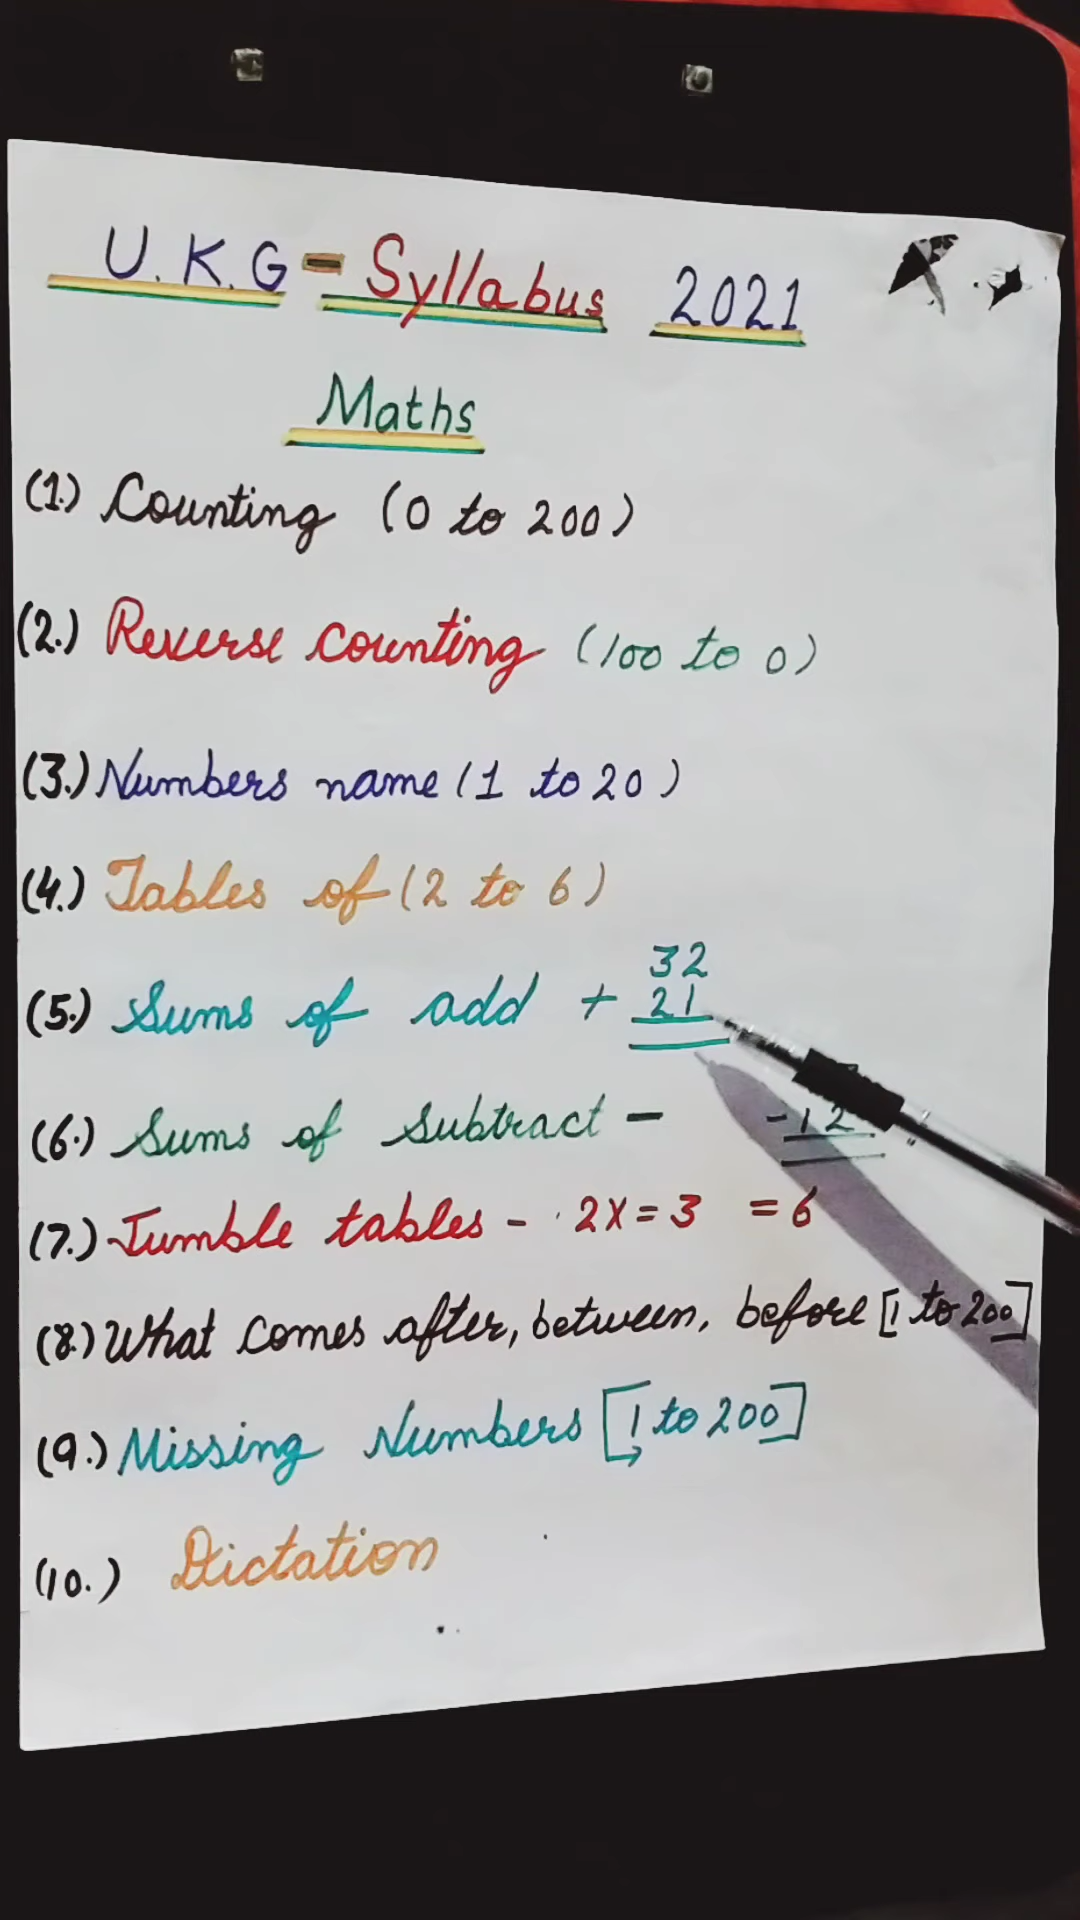 U.K.G - Syllabus 2021
Maths
(1.) Counting (0 to 200)
(2.) Reverse counting (100 to 0)
(3.) Numbers name (1 to 20)
(4.) Tables of (2 to 6)
32
(5.) Sums of add + 21
(6.) Sums of subtract - - 12
(7.) Jumble tables - 2x=3 =6
(8.) What comes after, between, before [1 to 200]
(9.) Missing Numbers [1 to 200]
(10.) Dictation